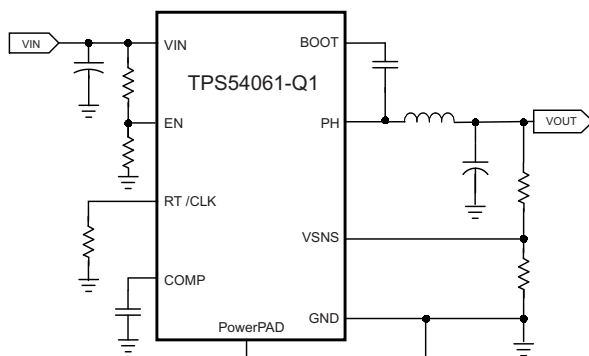 VIN
VIN
BOOT
TPS54061-Q1
EN
PH
VOUT
RT /CLK
VSNS
COMP
GND
PowerPAD